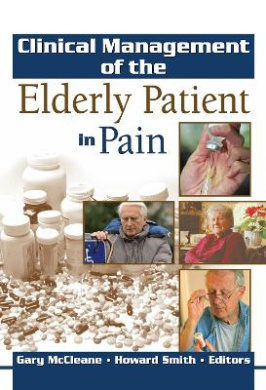 Clinical Management
of the
Elderly Patient
in Pain
Gary McCleane • Howard Smith • Editors